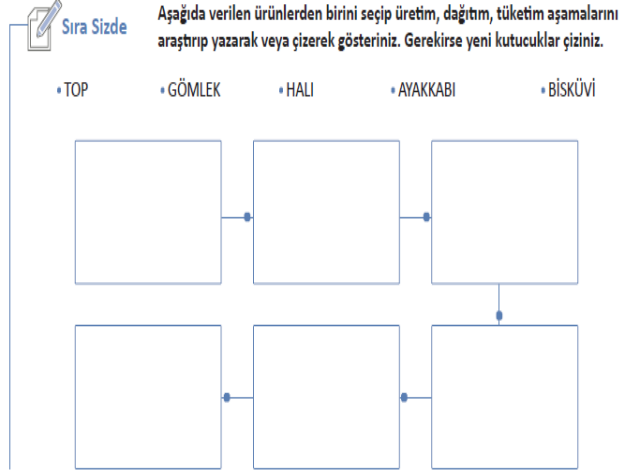 Sıra Sizde
Aşağıda verilen ürünlerden birini seçip üretim, dağıtım, tüketim aşamalarını
araştırıp yazarak veya çizerek gösteriniz. Gerekirse yeni kutucuklar çiziniz.
• TOP • GÖMLEK • HALI • AYAKKABI • BİSKÜVİ